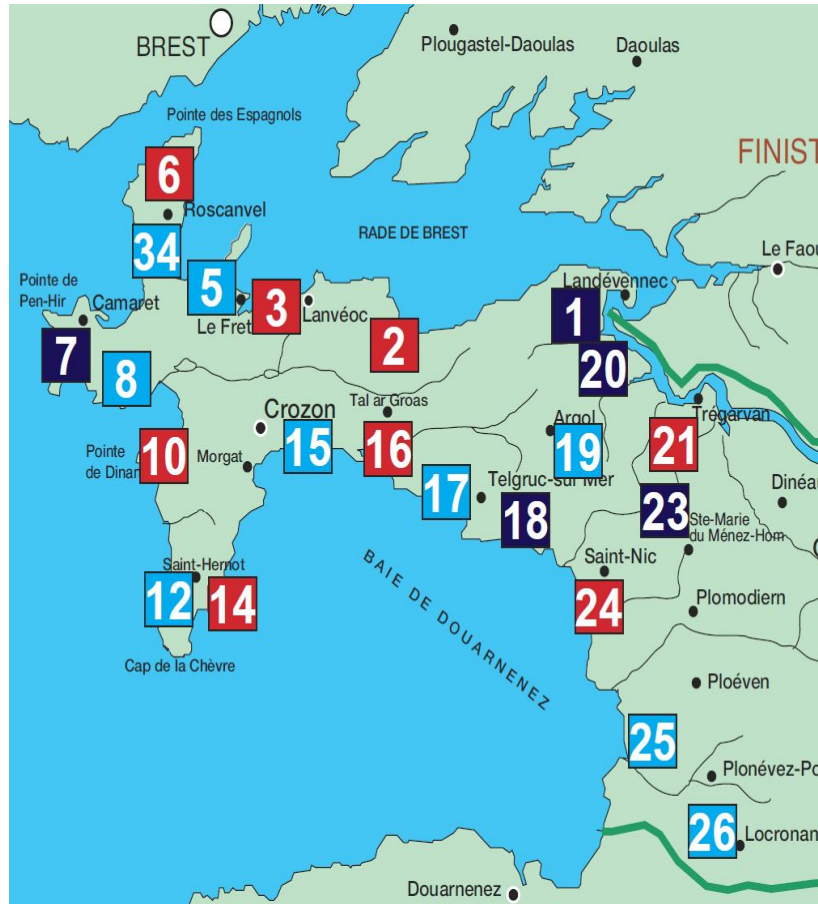 BREST
Plougastel-Daoulas
Daoulas
Pointe des Espagnols
FINIST
6
Roscanvel
34
RADE DE BREST
Le Faou
Pointe de
Pen-Hir
Camaret
5
Le Fret
3
Lanvéoc
Landévennec
1
2
7
8
20
Tal ar Groas
Trégarvan
Crozon
15
16
Argol
19
21
Pointe
de Dinan
10
Morgat
17
Telgruc-sur Mer
18
23
Dinéa
Ste-Marie
du Ménez-Hom
Saint-Hernot
12
14
BAIE DE DOUARNENEZ
Saint-Nic
24
Plomodiern
Cap de la Chèvre
Ploéven
25
Plonévez-Po
26
Locronan
Douarnenez